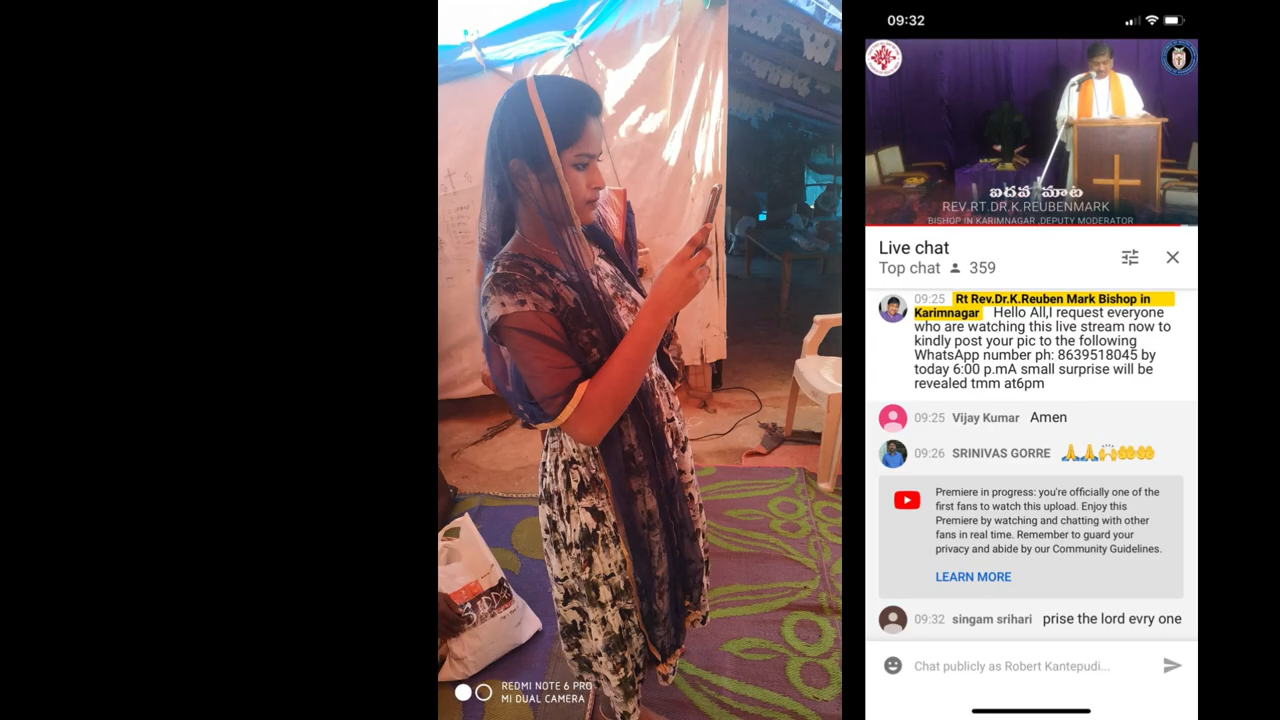 REDMI NOTE 6 PRO
MI DUAL CAMERA
09:32
ఐదవ మాట
REV.RT.DR.K.REUBENMARK
BISHOP IN KARIMNAGAR ,DEPUTY MODERATOR
Live chat
Top chat 359
09:25 Rt Rev.Dr.K.Reuben Mark Bishop in
Karimnagar Hello All,I request everyone
who are watching this live stream now to
kindly post your pic to the following
WhatsApp number ph: 8639518045 by
today 6:00 p.mA small surprise will be
revealed tmm at6pm
09:25 Vijay Kumar Amen
09:26 SRINIVAS GORRE 🙏🙏🙌🤲🤲
Premiere in progress: you're officially one of the
first fans to watch this upload. Enjoy this
Premiere by watching and chatting with other
fans in real time. Remember to guard your
privacy and abide by our Community Guidelines.
LEARN MORE
09:32 singam srihari prise the lord evry one
Chat publicly as Robert Kantepudi...